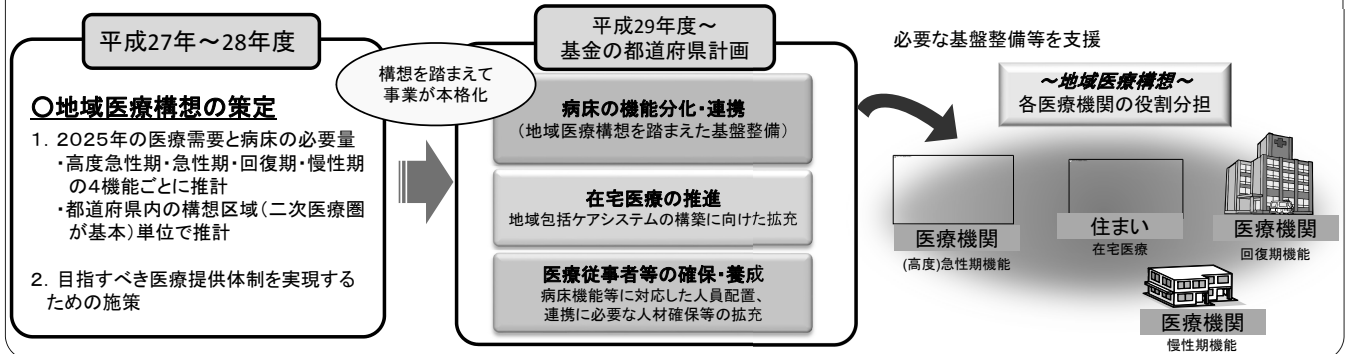 平成27年～28年度
〇地域医療構想の策定
1．2025年の医療需要と病床の必要量
・高度急性期・急性期・回復期・慢性期
の4機能ごとに推計
・都道府県内の構想区域(二次医療圏
が基本)単位で推計
2．目指すべき医療提供体制を実現する
ための施策
構想を踏まえて
事業が本格化
平成29年度～
基金の都道府県計画
病床の機能分化・連携
(地域医療構想を踏まえた基盤整備)
在宅医療の推進
地域包括ケアシステムの構築に向けた拡充
医療従事者等の確保・養成
病床機能等に対応した人員配置、
連携に必要な人材確保等の拡充
必要な基盤整備等を支援
～地域医療構想～
各医療機関の役割分担
医療機関
(高度)急性期機能
住まい
在宅医療
医療機関
回復期機能
医療機関
慢性期機能